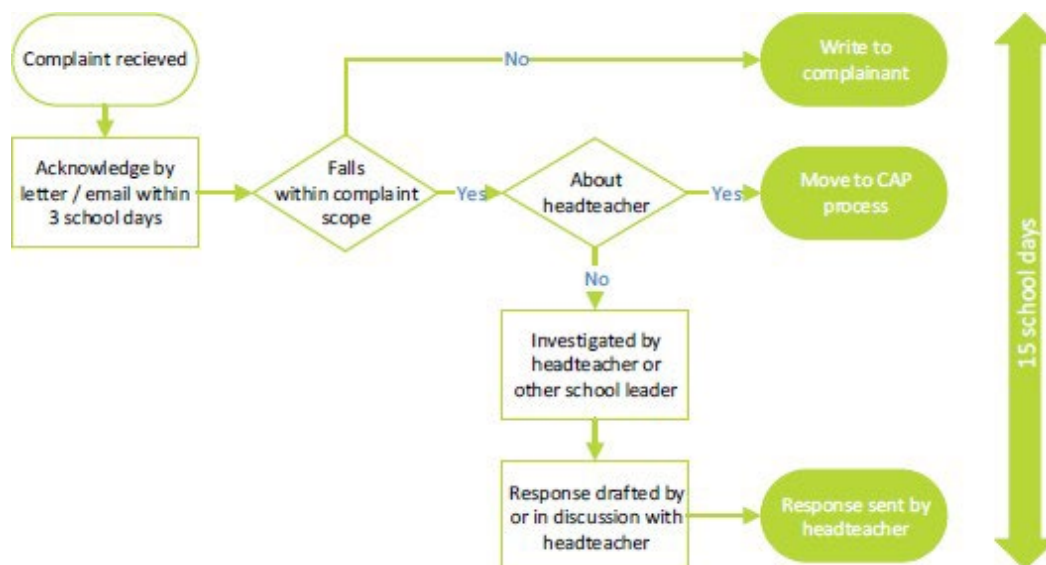 Complaint recieved
No
Write to
complainant
Acknowledge by
letter / email within
3 school days
Falls
within complaint
scope
Yes
About
headteacher
Yes
Move to CAP
process
No
Investigated by
headteacher or
other school leader
Response drafted by
or in discussion with
headteacher
Response sent by
headteacher
15 school days